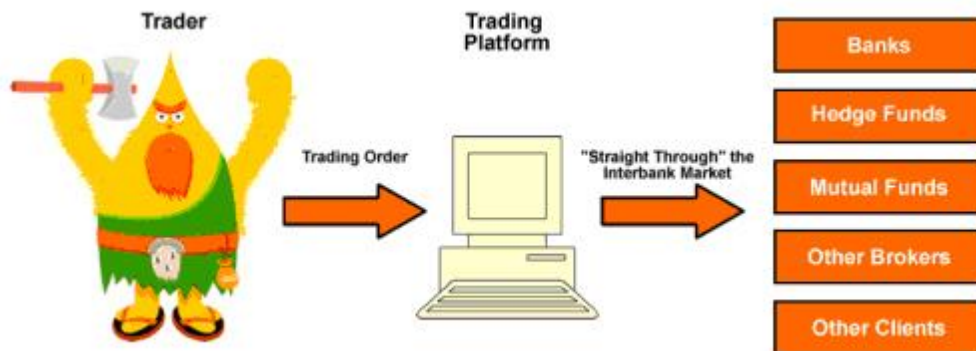 Trader
Trading
Platform
Banks
Hedge Funds
Trading Order
"Straight Through" the
Interbank Market
Mutual Funds
Other Brokers
Other Clients